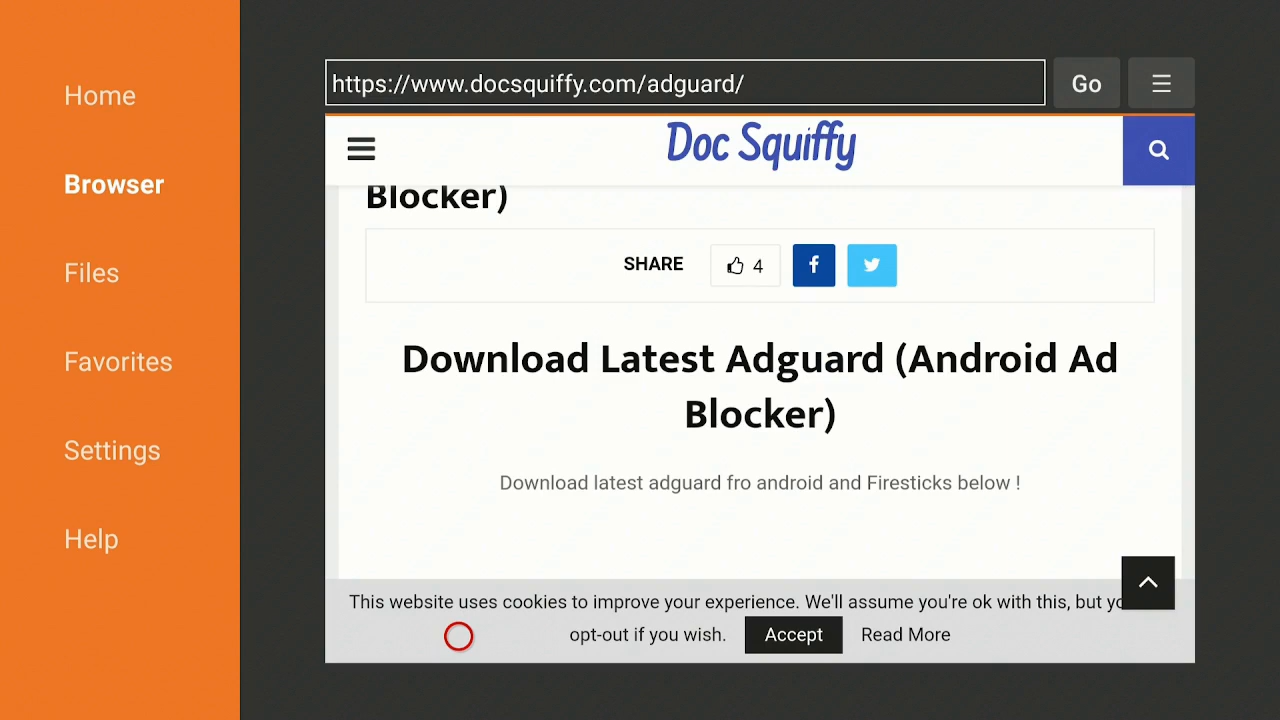 Home
Browser
Files
Favorites
Settings
Help
https://www.docsquiffy.com/adguard/
Go
Doc Squiffy
Blocker)
SHARE
4
Download Latest Adguard (Android Ad
Blocker)
Download latest adguard fro android and Firesticks below !
This website uses cookies to improve your experience. We'll assume you're ok with this, but
opt-out if you wish.
Accept
Read More